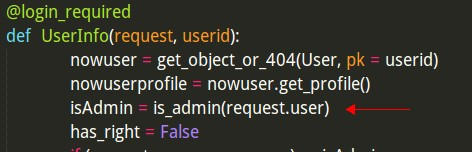 @login_required
def UserInfo(request, userid):
nowuser = get_object_or_404(User, pk = userid)
nowuserprofile = nowuser.get_profile()
isAdmin = is_admin(request.user)
has_right = False